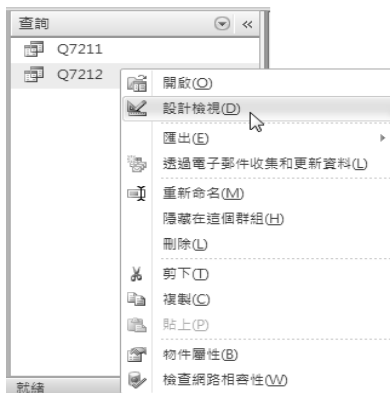 查詢
Q7211
Q7212
開啟(O)
設計檢視(D)
匯出(E)
透過電子郵件收集和更新資料(L)
重新命名(M)
隱藏在這個群組(H)
刪除(L)
剪下(T)
複製(C)
貼上(P)
物件屬性(B)
檢查網路相容性(W)
就緒